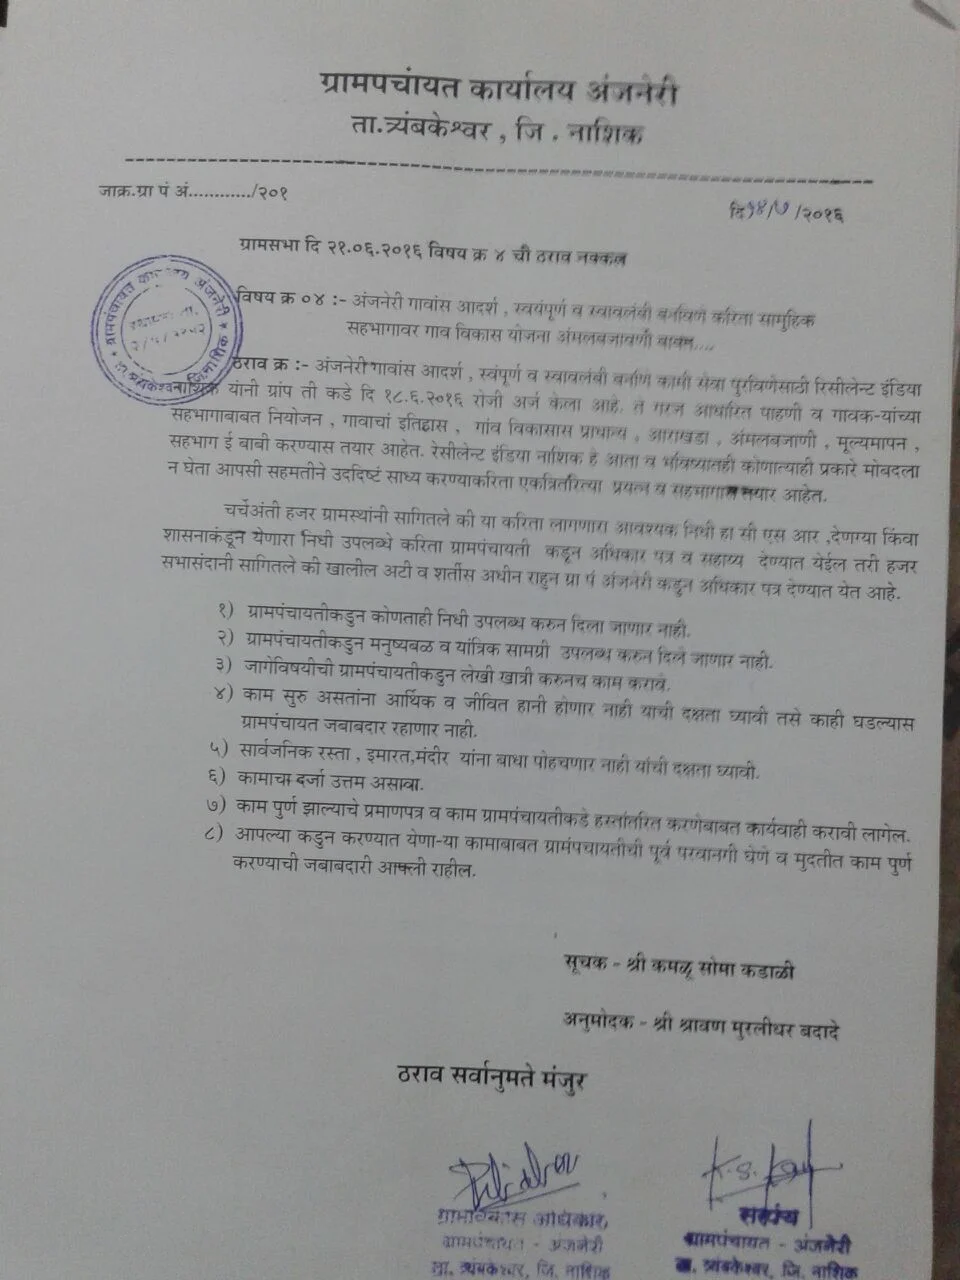 ग्रामपचांयत कार्यालय अंजनेरी
ता.त्र्यंबकेश्वर , जि . नाशिक
जाक्र.ग्रा पं अं............/२०१
दि १४/७ /२०१६
ग्रामसभा दि २१.०६.२०१६ विषय क्र ४ ची ठराव नक्कल
विषय क्र ०४ :- अंजनेरी गावांस आदर्श , स्वयंपूर्ण व स्वावलंबी बनविणे करिता सामुहिक
सहभागावर गाव विकास योजना अंमलबजावणी बाबत....
ठराव क्र :- अंजनेरी गावांस आदर्श , स्वंपूर्ण व स्वावलंबी बनणि कामी सेवा पुरविणेसाठी रिसीलेन्ट इंडिया
नाशिक यांनी ग्रांप ती कडे दि १८.६.२०१६ रोजी अर्ज केला आहे. ते गरज आधारित पाहणी व गावक-यांच्या
सहभागाबाबत नियोजन , गावाचां इतिहास , गांव विकासास प्राधान्य , आराखडा , अंमलबजाणी , मूल्यमापन ,
सहभाग ई बाबी करण्यास तयार आहेत. रेसीलेन्ट इंडिया नाशिक हे आता व भविष्यातही कोणात्याही प्रकारे मोबदला
न घेता आपसी सहमतीने उददिष्टं साध्य करण्याकरिता एकत्रितरित्या प्रयत्न व सहभागास तयार आहेत.
चर्चेअंती हजर ग्रामस्थांनी सागितले की या करिता लागणारा आवश्यक निधी हा सी एस आर ,देणग्या किंवा
शासनाकंडून येणारा निधी उपलब्धे करिता ग्रामपंचायती कडून अधिकार पत्र व सहाय्य देण्यात येईल तरी हजर
सभासंदानी सागितले की खालील अटी व शर्तीस अधीन राहुन ग्रा पं अंजनेरी कडुन अधिकार पत्र देण्यात येत आहे.
१) ग्रामपंचायतीकडुन कोणताही निधी उपलब्ध करुन दिला जाणार नाही.
२) ग्रामपंचायतीकडुन मनुष्यबळ व यांत्रिक सामग्री उपलब्ध करुन दिले जाणार नाही.
३) जागेविषयीची ग्रामपंचायतीकडुन लेखी खात्री करुनच काम करावे.
४) काम सुरु असतांना आर्थिक व जीवित हानी होणार नाही याची दक्षता घ्यावी तसे काही घडल्यास
ग्रामपंचायत जबाबदार रहाणार नाही.
५) सार्वजनिक रस्ता , इमारत,मंदीर यांना बाधा पोहचणार नाही यांची दक्षता घ्यावी.
६) कामाचा दर्जा उत्तम असावा.
७) काम पुर्ण झाल्याचे प्रमाणपत्र व काम ग्रामपंचायतीकडे हस्तांतरित करणेबाबत कार्यवाही करावी लागेल.
८) आपल्या कडुन करण्यात येणा-या कामाबाबत ग्रामंपचायतीची पूर्व परवानगी घेणे व मुदतीत काम पुर्ण
करण्याची जबाबदारी आपली राहील.
सूचक - श्री कमळू सोमा कडाळी
अनुमोदक - श्री श्रावण मुरलीधर बदादे
ठराव सर्वानुमते मंजुर
ग्रामविकास अधिकारी,
सरपंच
ग्रामपंचायत - अंजनेरी
ग्रामपंचायत - अंजनेरी
ता. त्र्यंबकेश्वर, जि. नाशिक
ता. त्र्यंबकेश्वर, जि. नाशिक